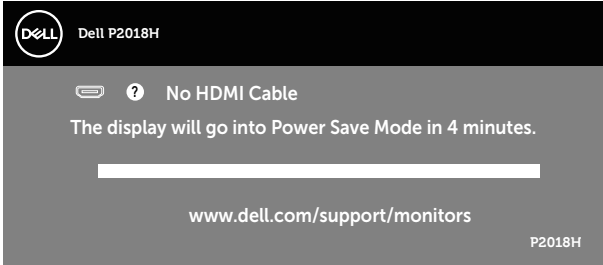 DELL
Dell P2018H
? No HDMI Cable
The display will go into Power Save Mode in 4 minutes.
www.dell.com/support/monitors
P2018H